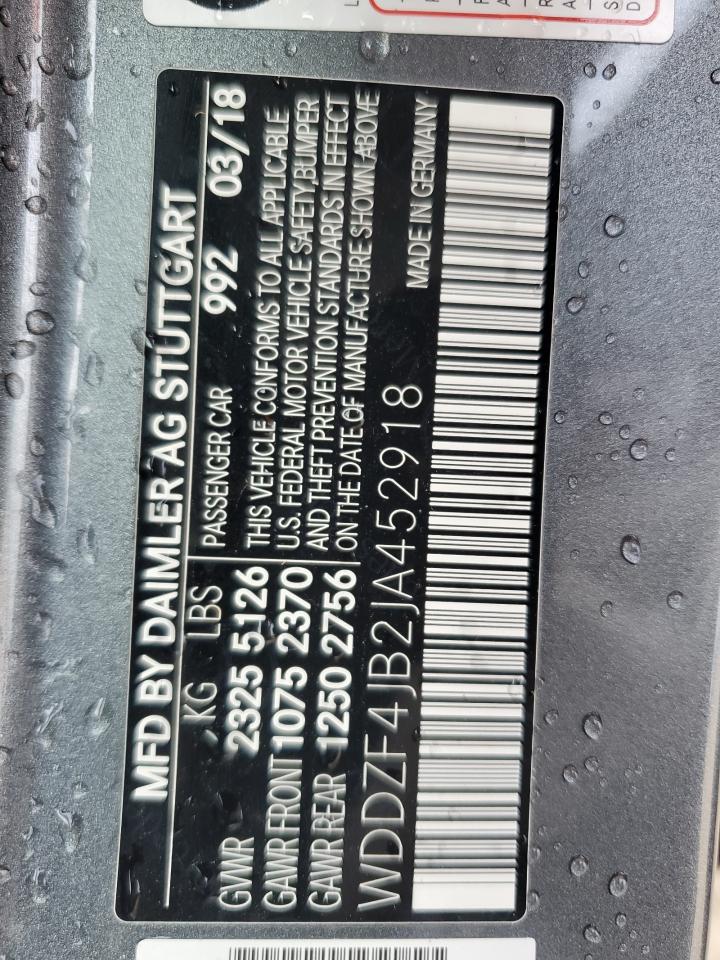 MFD BY DAIMLER AG STUTTGART
KG LBS PASSENGER CAR 992 03/18
GVWR 2325 5126 THIS VEHICLE CONFORMS TO ALL APPLICABLE
GAWR FRONT 1075 2370 U.S. FEDERAL MOTOR VEHICLE SAFETY,BUMPER
GAWR REAR 1250 2756 AND THEFT PREVENTION STANDARDS IN EFFECT
ON THE DATE OF MANUFACTURE SHOWN ABOVE
WDDZF4JB2JA452918 MADE IN GERMANY